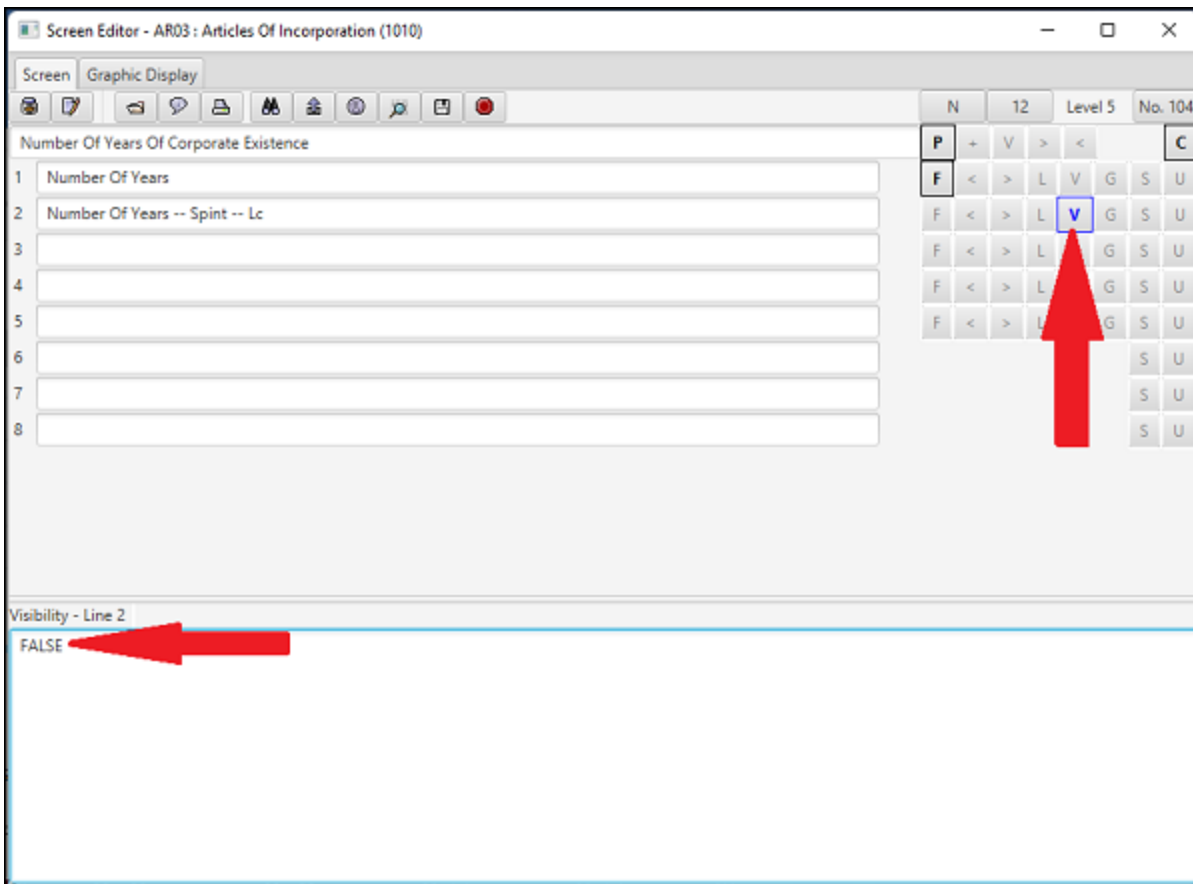 Screen Editor - AR03 : Articles Of Incorporation (1010)
Screen Graphic Display
N 12 Level 5 No. 104
Number Of Years Of Corporate Existence P + V > < C
1 Number Of Years F < > L V G S U
2 Number Of Years -- Spint -- Lc F < > L V G S U
3 F < > L G S U
4 F < > L G S U
5 F < > L G S U
6 S U
7 S U
8 S U
Visibility - Line 2
FALSE